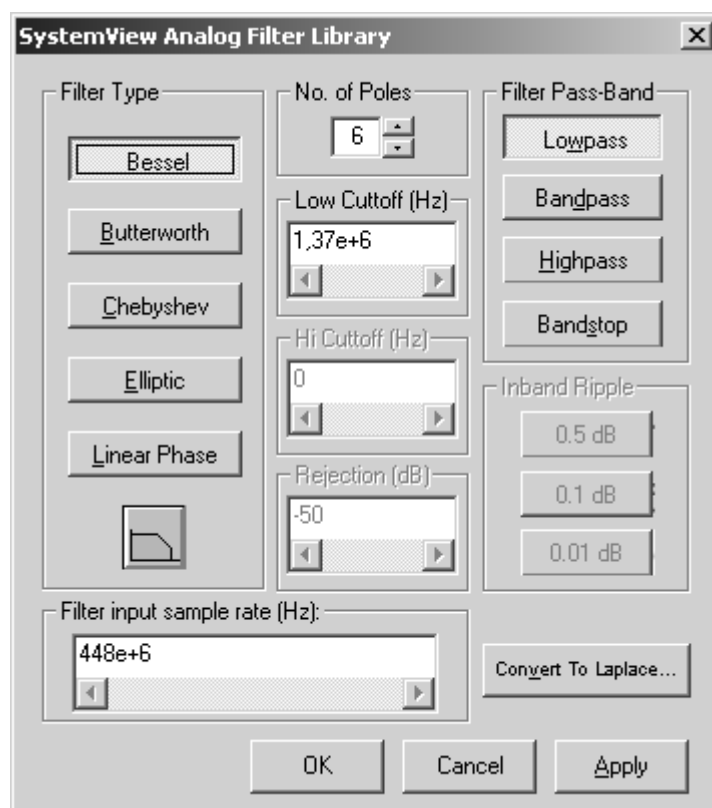 SystemView Analog Filter Library
Filter Type
Bessel
Butterworth
Chebyshev
Elliptic
Linear Phase
No. of Poles
6
Low Cuttoff (Hz)
1,37e+6
Hi Cuttoff (Hz)
0
Rejection (dB)
-50
Filter Pass-Band
Lowpass
Bandpass
Highpass
Bandstop
Inband Ripple
0.5 dB
0.1 dB
0.01 dB
Filter input sample rate (Hz):
448e+6
Convert To Laplace...
OK
Cancel
Apply